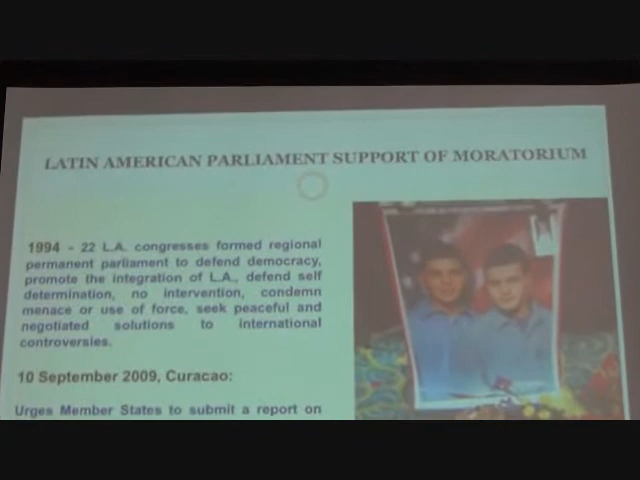 LATIN AMERICAN PARLIAMENT SUPPORT OF MORATORIUM
1994 - 22 L.A. congresses formed regional
permanent parliament to defend democracy,
promote the integration of L.A., defend self
determination, no intervention, condemn
menace or use of force, seek peaceful and
negotiated solutions to international
controversies.
10 September 2009, Curacao:
Urges Member States to submit a report on